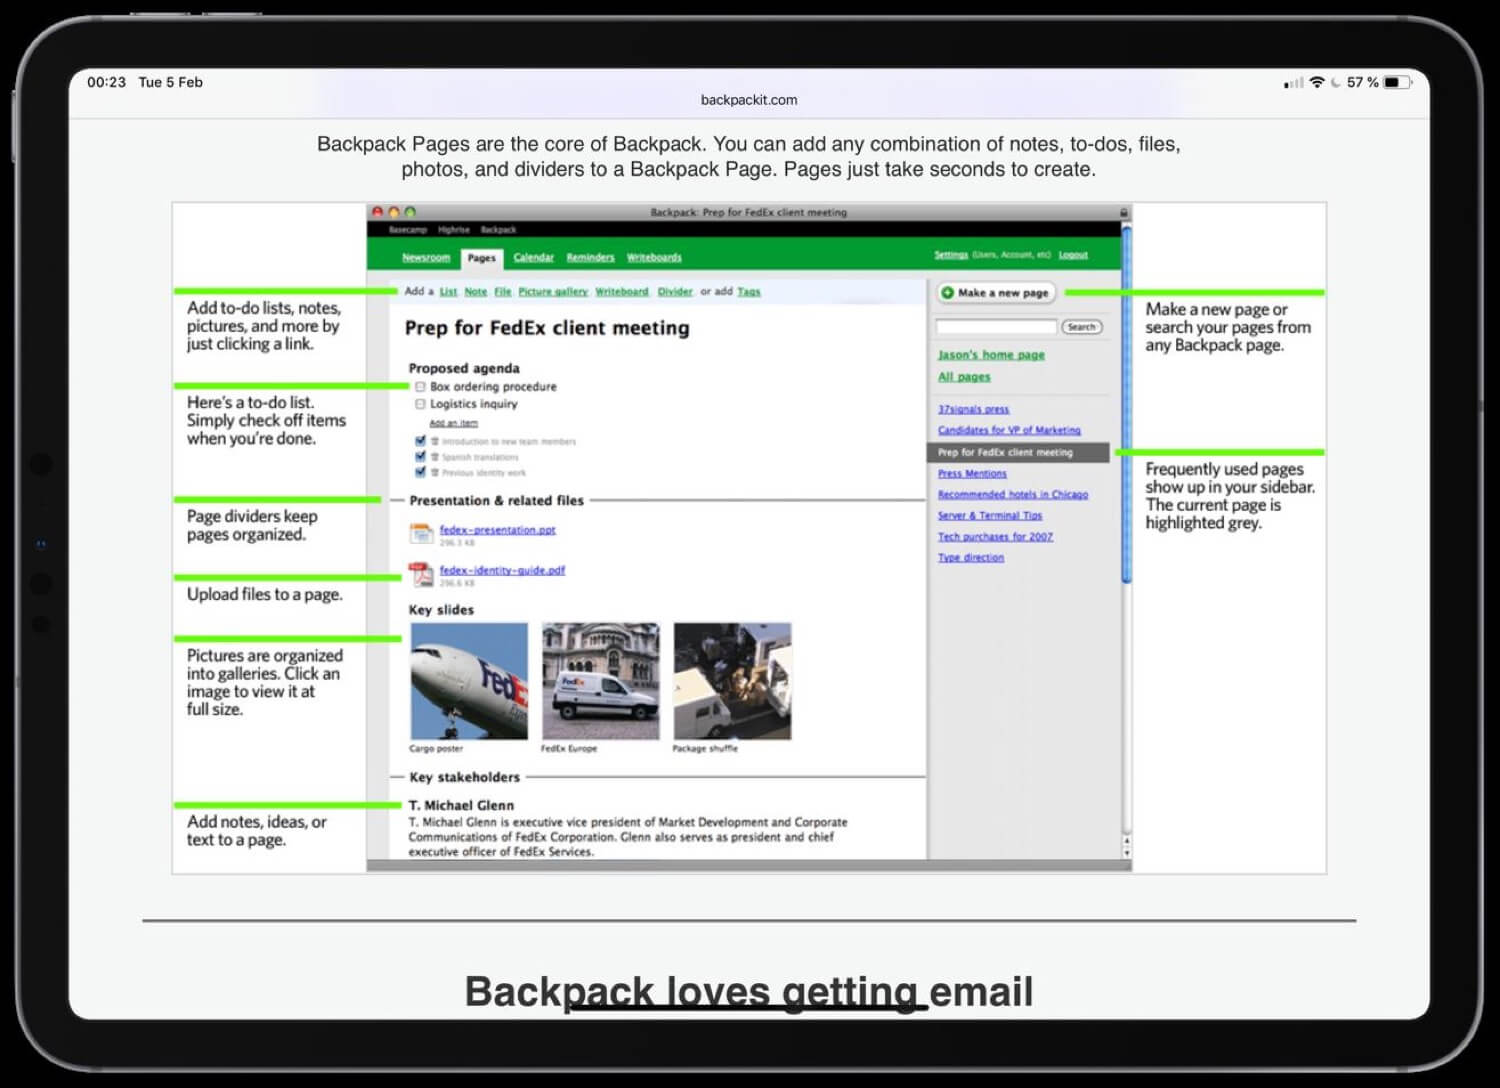 00:23 Tue 5 Feb
57 %
backpackit.com
Backpack Pages are the core of Backpack. You can add any combination of notes, to-dos, files,
photos, and dividers to a Backpack Page. Pages just take seconds to create.
Backpack: Prep for FedEx client meeting
Basecamp Highrise Backpack
Newsroom Pages Calendar Reminders Writeboards
Settings (Users, Account, etc) Logout
Add a List Note File Picture gallery Writeboard Divider or add Tags
Make a new page
Add to-do lists, notes,
pictures, and more by
just clicking a link.
Prep for FedEx client meeting
Search
Make a new page or
search your pages from
any Backpack page.
Jason's home page
All pages
Proposed agenda
Box ordering procedure
Logistics inquiry
Add an item
Introduction to new team members
Spanish translations
Previous identity work
Here's a to-do list.
Simply check off items
when you're done.
37signals press
Candidates for VP of Marketing
Prep for FedEx client meeting
Press Mentions
Recommended hotels in Chicago
Server & Terminal Tips
Tech purchases for 2007
Type direction
Frequently used pages
show up in your sidebar.
The current page is
highlighted grey.
Presentation & related files
Page dividers keep
pages organized.
fedex-presentation.ppt
296.3 KB
PDF
fedex-identity-guide.pdf
296.6 KB
Upload files to a page.
Key slides
Pictures are organized
into galleries. Click an
image to view it at
full size.
FedEx
Express
FedEx
Cargo poster
FedEx Europe
Package shuffle
Key stakeholders
T. Michael Glenn
T. Michael Glenn is executive vice president of Market Development and Corporate
Communications of FedEx Corporation. Glenn also serves as president and chief
executive officer of FedEx Services.
Add notes, ideas, or
text to a page.
Backpack loves getting email